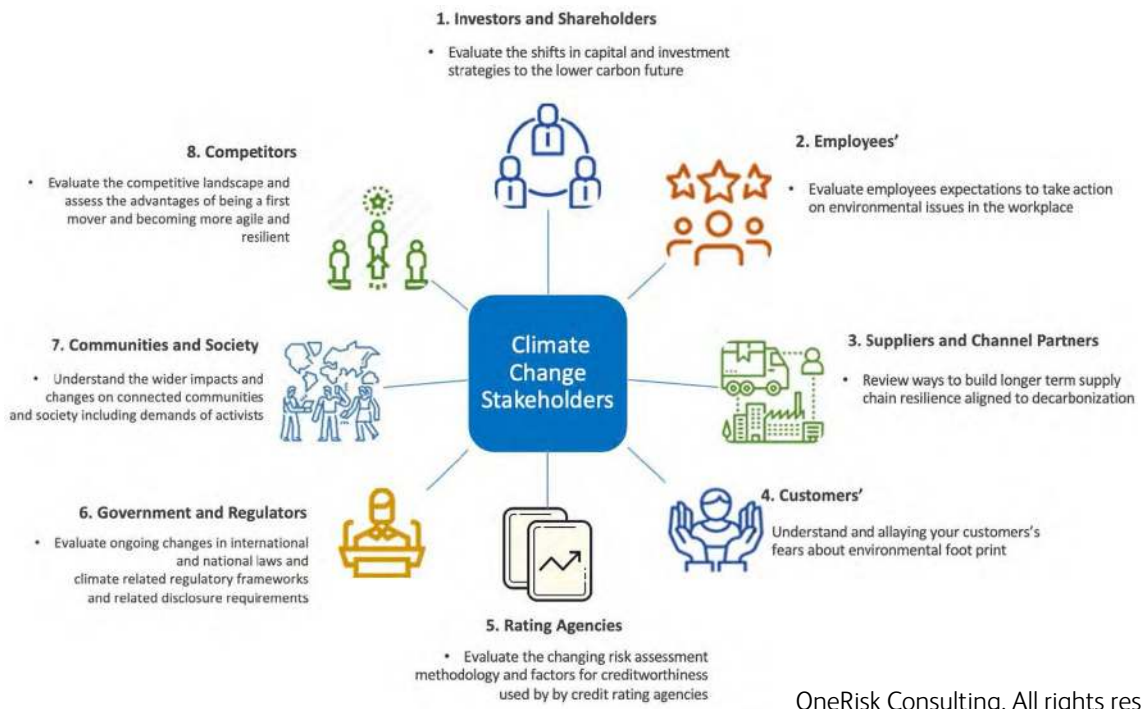 1. Investors and Shareholders
• Evaluate the shifts in capital and investment
strategies to the lower carbon future
2. Employees'
• Evaluate employees expectations to take action
on environmental issues in the workplace
3. Suppliers and Channel Partners
• Review ways to build longer term supply
chain resilience aligned to decarbonization
4. Customers'
Understand and allaying your customers's
fears about environmental foot print
5. Rating Agencies
• Evaluate the changing risk assessment
methodology and factors for creditworthiness
used by by credit rating agencies
6. Government and Regulators
• Evaluate ongoing changes in international
and national laws and
climate related regulatory frameworks
and related disclosure requirements
7. Communities and Society
• Understand the wider impacts and
changes on connected communities
and society including demands of activists
8. Competitors
• Evaluate the competitive landscape and
assess the advantages of being a first
mover and becoming more agile and
resilient
Climate
Change
Stakeholders
OneRisk Consulting. All rights res